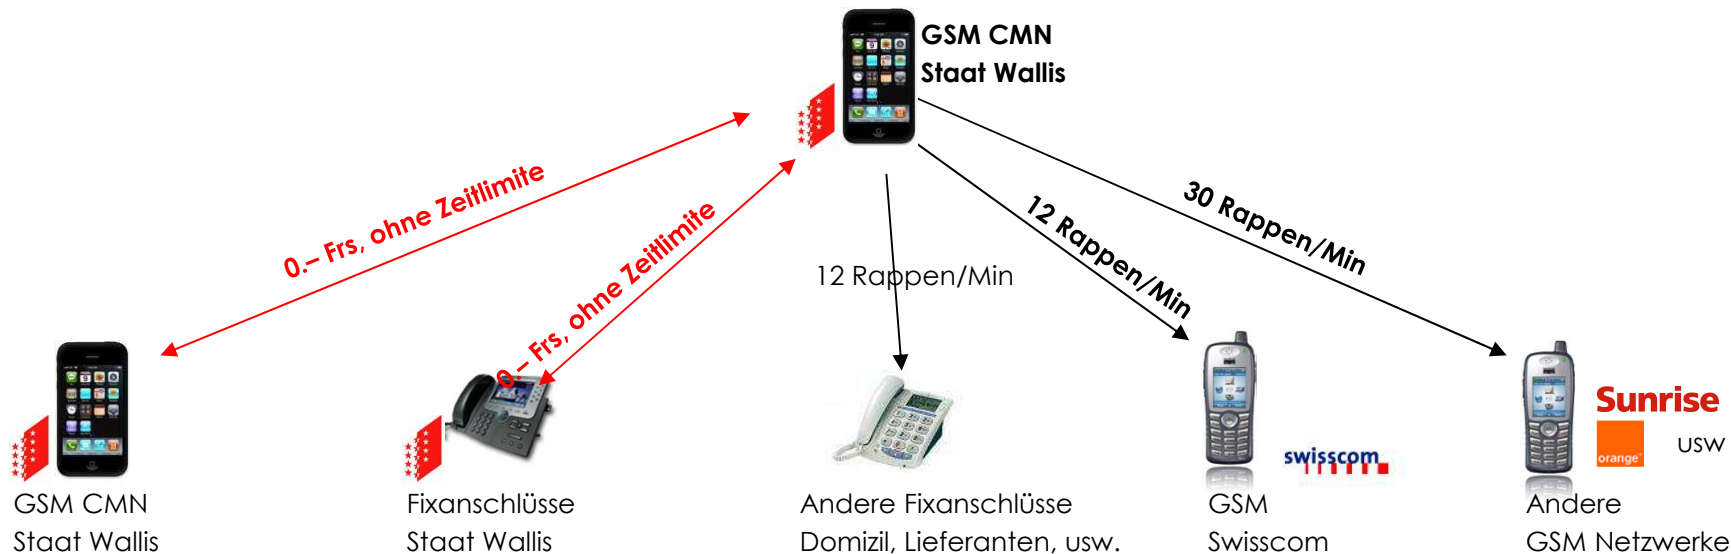 GSM CMN
Staat Wallis
0.– Frs, ohne Zeitlimite
0.– Frs, ohne Zeitlimite
12 Rappen/Min
12 Rappen/Min
30 Rappen/Min
GSM CMN
Staat Wallis
Fixanschlüsse
Staat Wallis
Andere Fixanschlüsse
Domizil, Lieferanten, usw.
swisscom
GSM
Swisscom
Sunrise
orange™
usw
Andere
GSM Netzwerke